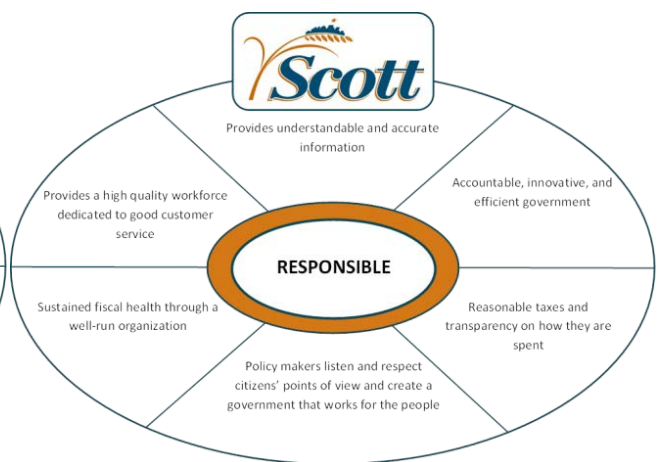 Scott
Provides understandable and accurate
information
Accountable, innovative, and
efficient government
Reasonable taxes and
transparency on how they are
spent
Policy makers listen and respect
citizens' points of view and create a
government that works for the people
Sustained fiscal health through a
well-run organization
Provides a high quality workforce
dedicated to good customer
service
RESPONSIBLE